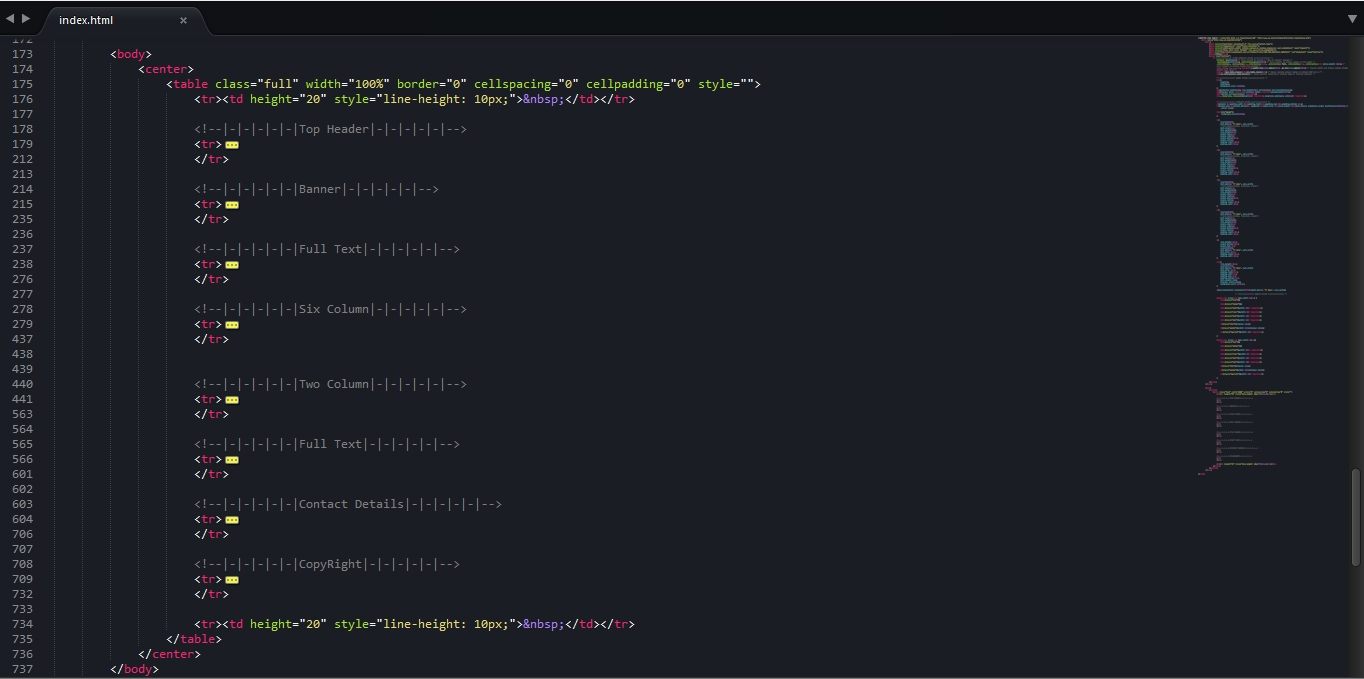 index.html ×
172
173 <body>
174 <center>
175 <table class="full" width="100%" border="0" cellspacing="0" cellpadding="0" style="">
176 <tr><td height="20" style="line-height: 10px;">&nbsp;</td></tr>
177
178 <!--|-|-|-|-|-|Top Header|-|-|-|-|-|-->
179 <tr>
212 </tr>
213
214 <!--|-|-|-|-|-|Banner|-|-|-|-|-|-->
215 <tr>
235 </tr>
236
237 <!--|-|-|-|-|-|Full Text|-|-|-|-|-|-->
238 <tr>
276 </tr>
277
278 <!--|-|-|-|-|-|Six Column|-|-|-|-|-|-->
279 <tr>
437 </tr>
438
439
440 <!--|-|-|-|-|-|Two Column|-|-|-|-|-|-->
441 <tr>
563 </tr>
564
565 <!--|-|-|-|-|-|Full Text|-|-|-|-|-|-->
566 <tr>
601 </tr>
602
603 <!--|-|-|-|-|-|Contact Details|-|-|-|-|-|-->
604 <tr>
706 </tr>
707
708 <!--|-|-|-|-|-|CopyRight|-|-|-|-|-|-->
709 <tr>
732 </tr>
733
734 <tr><td height="20" style="line-height: 10px;">&nbsp;</td></tr>
735 </table>
736 </center>
737 </body>